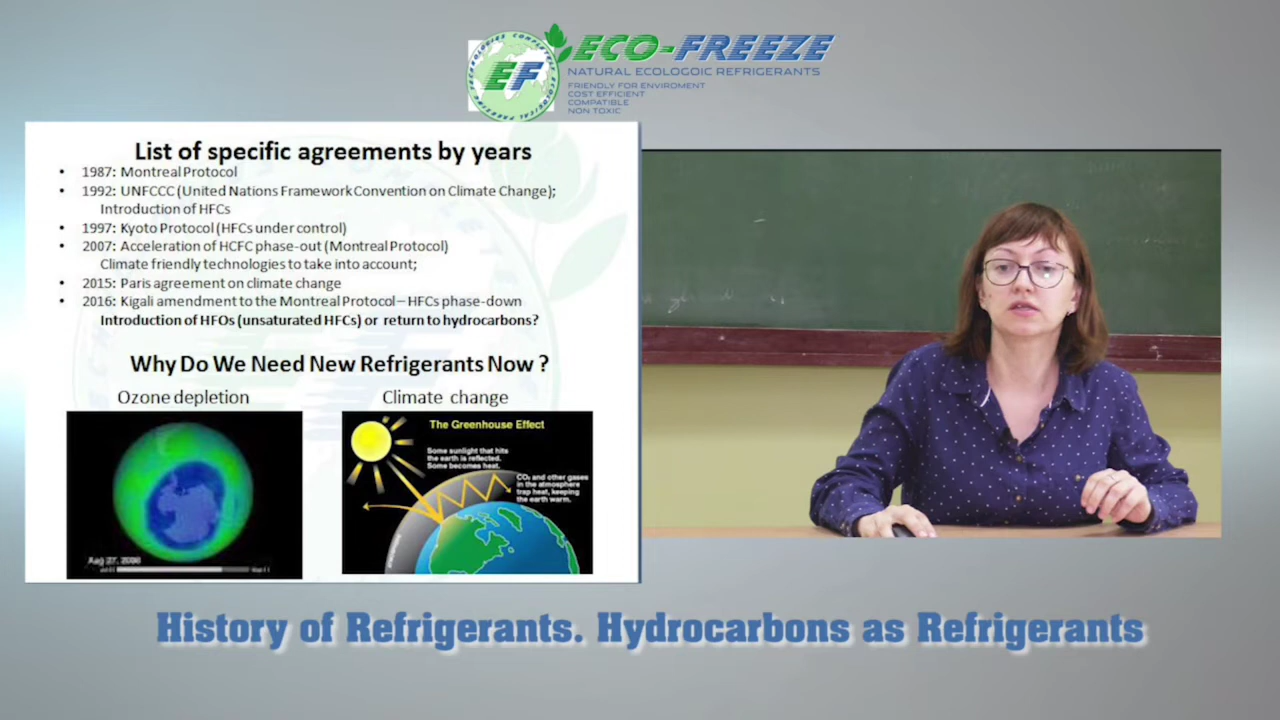 ECO-FREEZE
NATURAL ECOLOGOIC REFRIGERANTS
FRIENDLY FOR ENVIROMENT
COST EFFICIENT
COMPATIBLE
NON TOXIC
EF
List of specific agreements by years
• 1987: Montreal Protocol
• 1992: UNFCCC (United Nations Framework Convention on Climate Change);
Introduction of HFCs
• 1997: Kyoto Protocol (HFCs under control)
• 2007: Acceleration of HCFC phase-out (Montreal Protocol)
Climate friendly technologies to take into account;
• 2015: Paris agreement on climate change
• 2016: Kigali amendment to the Montreal Protocol – HFCs phase-down
Introduction of HFOs (unsaturated HFCs) or return to hydrocarbons?
Why Do We Need New Refrigerants Now ?
Ozone depletion
Climate change
The Greenhouse Effect
Some sunlight that hits
the earth is reflected.
Some becomes heat.
CO₂ and other gases
in the atmosphere
trap heat, keeping
the earth warm.
Aug 27,
History of Refrigerants. Hydrocarbons as Refrigerants